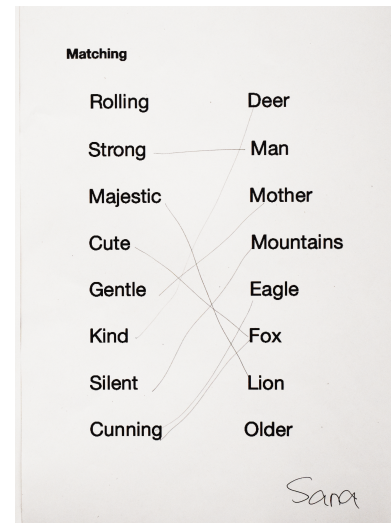 Matching
Rolling Deer
Strong Man
Majestic Mother
Cute Mountains
Gentle Eagle
Kind Fox
Silent Lion
Cunning Older
Sara